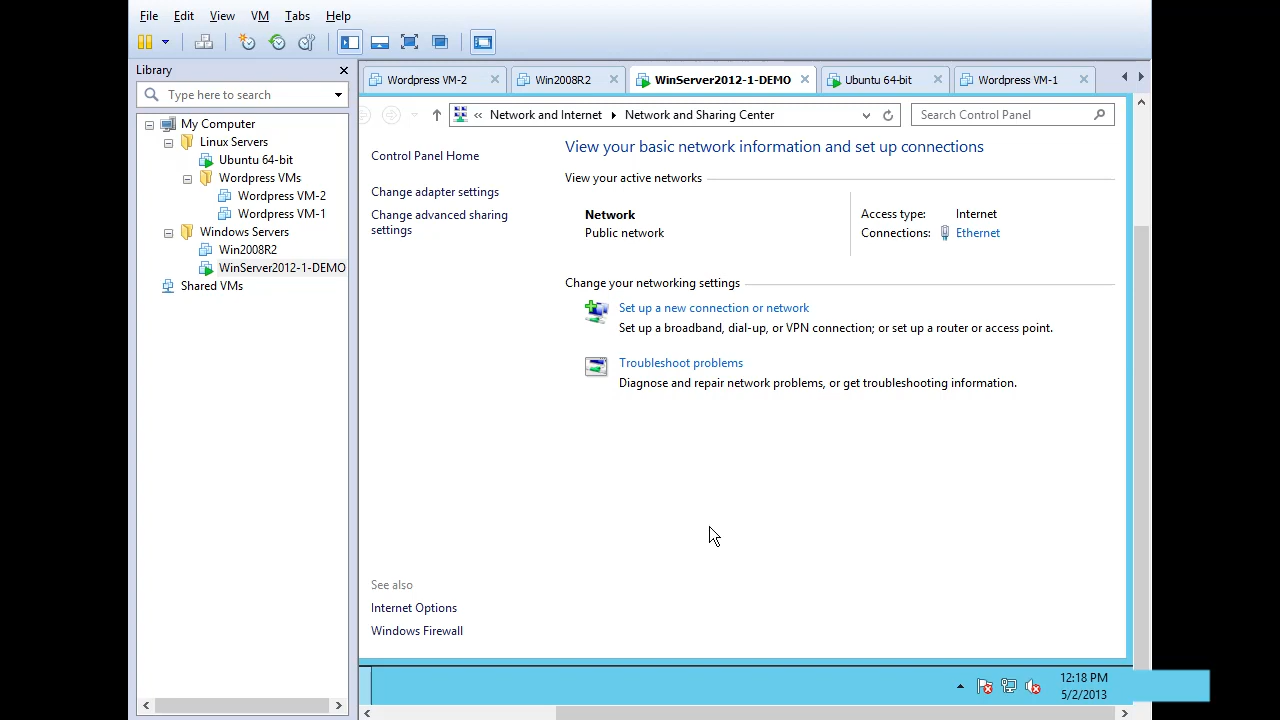 File Edit View VM Tabs Help
Library
Type here to search
My Computer
Linux Servers
Ubuntu 64-bit
Wordpress VMs
Wordpress VM-2
Wordpress VM-1
Windows Servers
Win2008R2
WinServer2012-1-DEMO
Shared VMs
Wordpress VM-2 Win2008R2 WinServer2012-1-DEMO Ubuntu 64-bit Wordpress VM-1
Network and Internet Network and Sharing Center Search Control Panel
Control Panel Home
Change adapter settings
Change advanced sharing
settings
View your basic network information and set up connections
View your active networks
Network
Public network
Access type: Internet
Connections: Ethernet
Change your networking settings
Set up a new connection or network
Set up a broadband, dial-up, or VPN connection; or set up a router or access point.
Troubleshoot problems
Diagnose and repair network problems, or get troubleshooting information.
See also
Internet Options
Windows Firewall
12:18 PM
5/2/2013